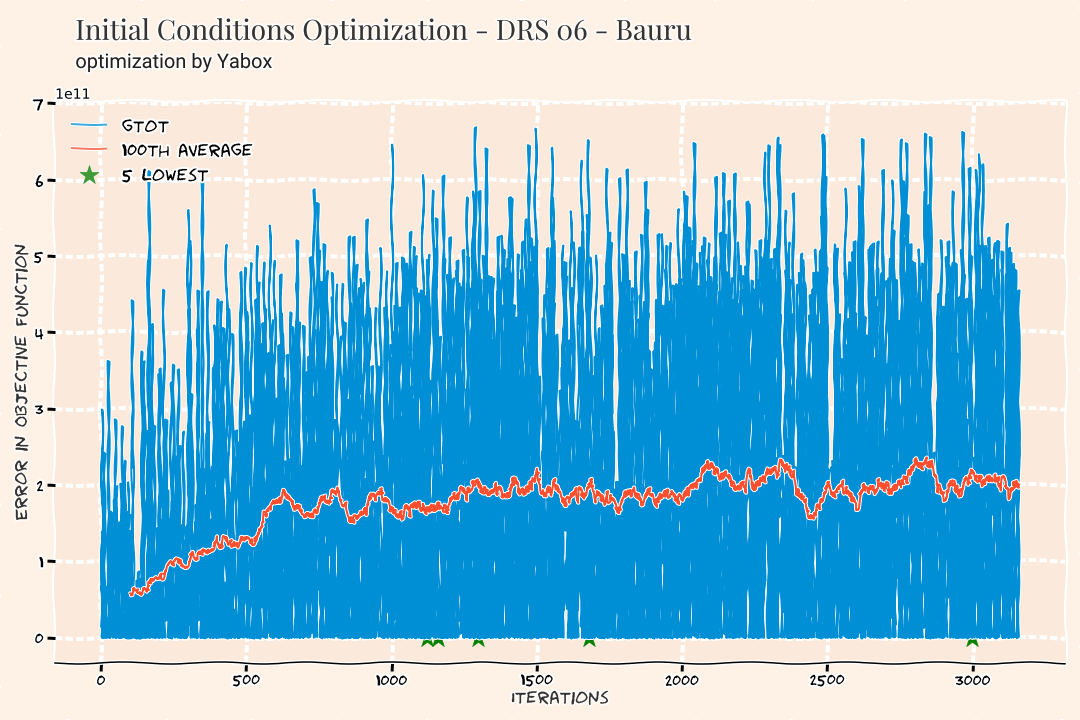 Initial Conditions Optimization - DRS 06 - Bauru
optimization by Yabox
1e11
GTOT
100TH AVERAGE
5 LOWEST
7
6
5
4
3
2
1
0
ERROR IN OBJECTIVE FUNCTION
0 500 1000 1500 2000 2500 3000
ITERATIONS